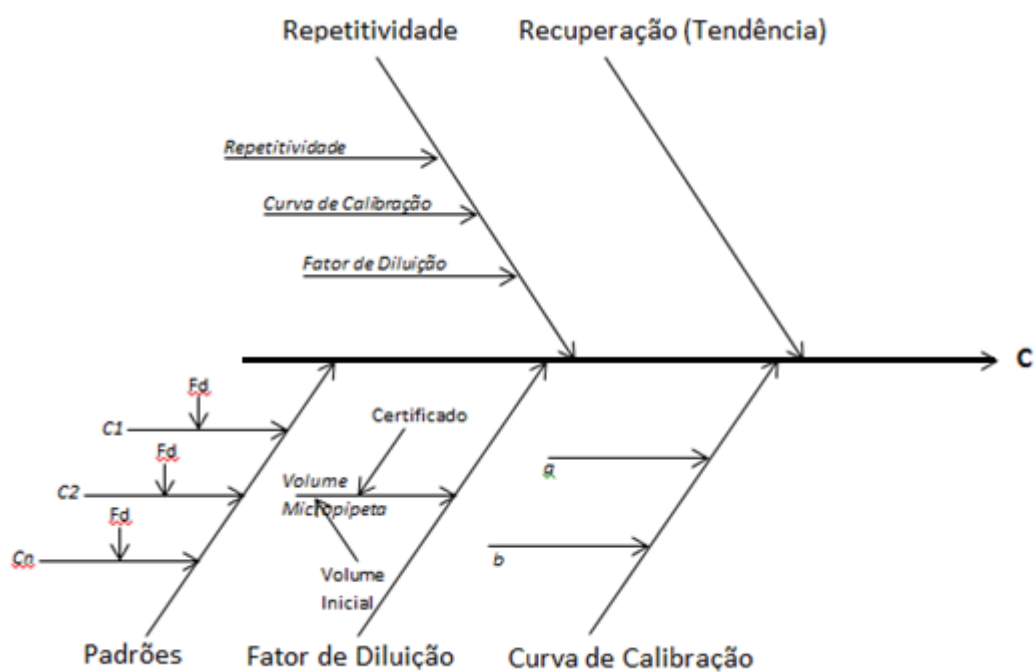 Repetitividade
Recuperação (Tendência)
Repetitividade
Curva de Calibração
Fator de Diluição
C
Fd
C1
Certificado
Fd
a
C2
Volume
Micropipeta
Fd
b
Cn
Volume
Inicial
Padrões
Fator de Diluição
Curva de Calibração